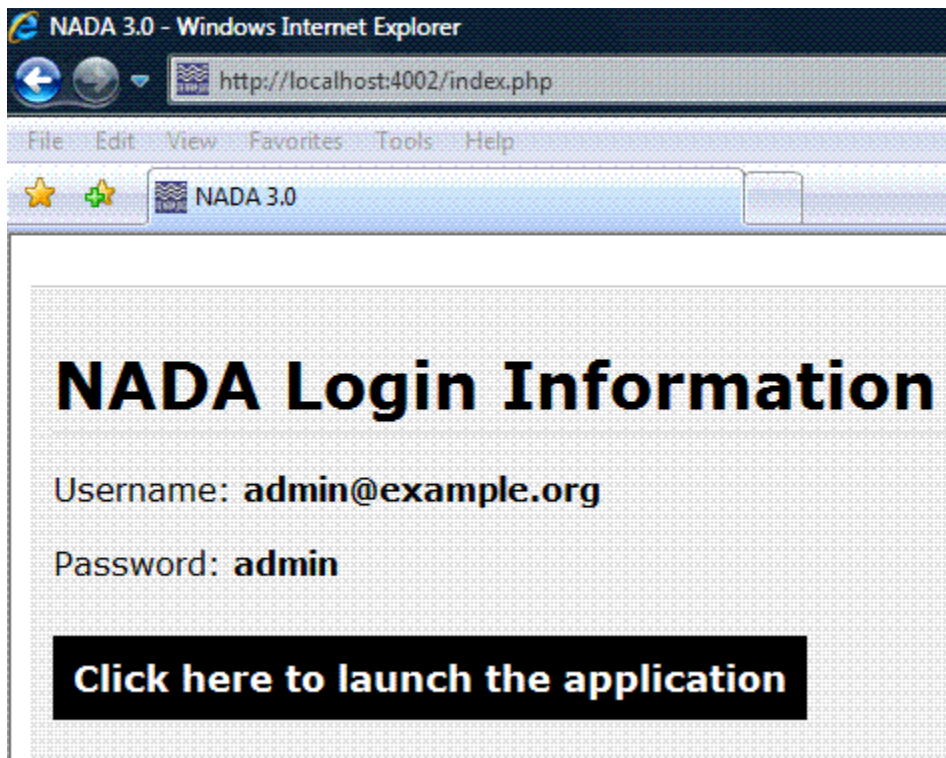 NADA 3.0 - Windows Internet Explorer
http://localhost:4002/index.php
File Edit View Favorites Tools Help
NADA 3.0
NADA Login Information
Username: admin@example.org
Password: admin
Click here to launch the application